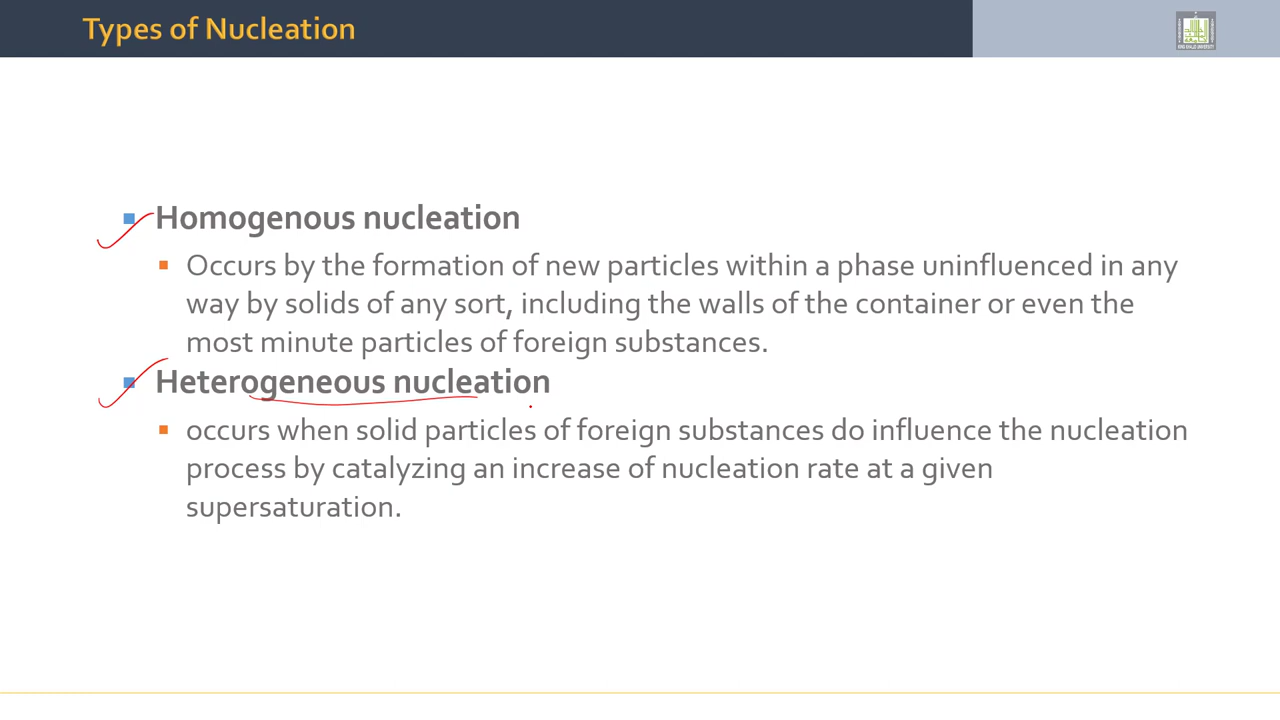 Types of Nucleation
KING KHALID UNIVERSITY
Homogenous nucleation
Occurs by the formation of new particles within a phase uninfluenced in any
way by solids of any sort, including the walls of the container or even the
most minute particles of foreign substances.
Heterogeneous nucleation
occurs when solid particles of foreign substances do influence the nucleation
process by catalyzing an increase of nucleation rate at a given
supersaturation.